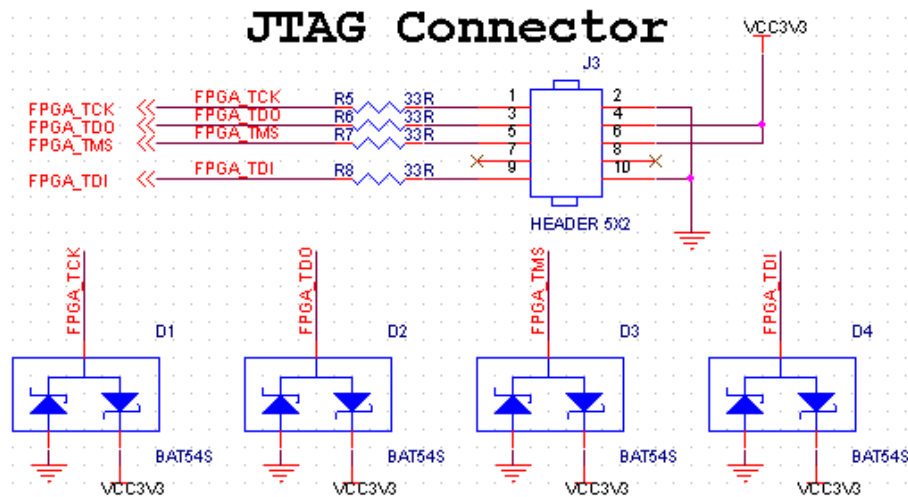 JTAG Connector
VCC3V3
J3
FPGA_TCK FPGA_TCK R5 33R 1 2
FPGA_TDO FPGA_TDO R6 33R 3 4
FPGA_TMS FPGA_TMS R7 33R 5 6
7 8
FPGA_TDI FPGA_TDI R8 33R 9 10
HEADER 5X2
FPGA_TCK D1 FPGA_TDO D2 FPGA_TMS D3 FPGA_TDI D4
BAT54S BAT54S BAT54S BAT54S
VCC3V3 VCC3V3 VCC3V3 VCC3V3